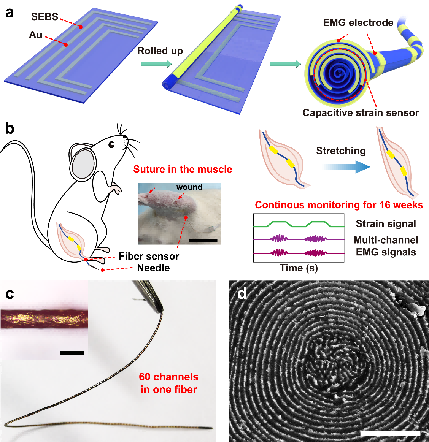 a
SEBS
Au
Rolled up
EMG electrode
Capacitive strain sensor
b
Suture in the muscle
wound
Fiber sensor
Needle
Stretching
Continous monitoring for 16 weeks
Strain signal
Multi-channel
EMG signals
Time (s)
c
60 channels
in one fiber
d